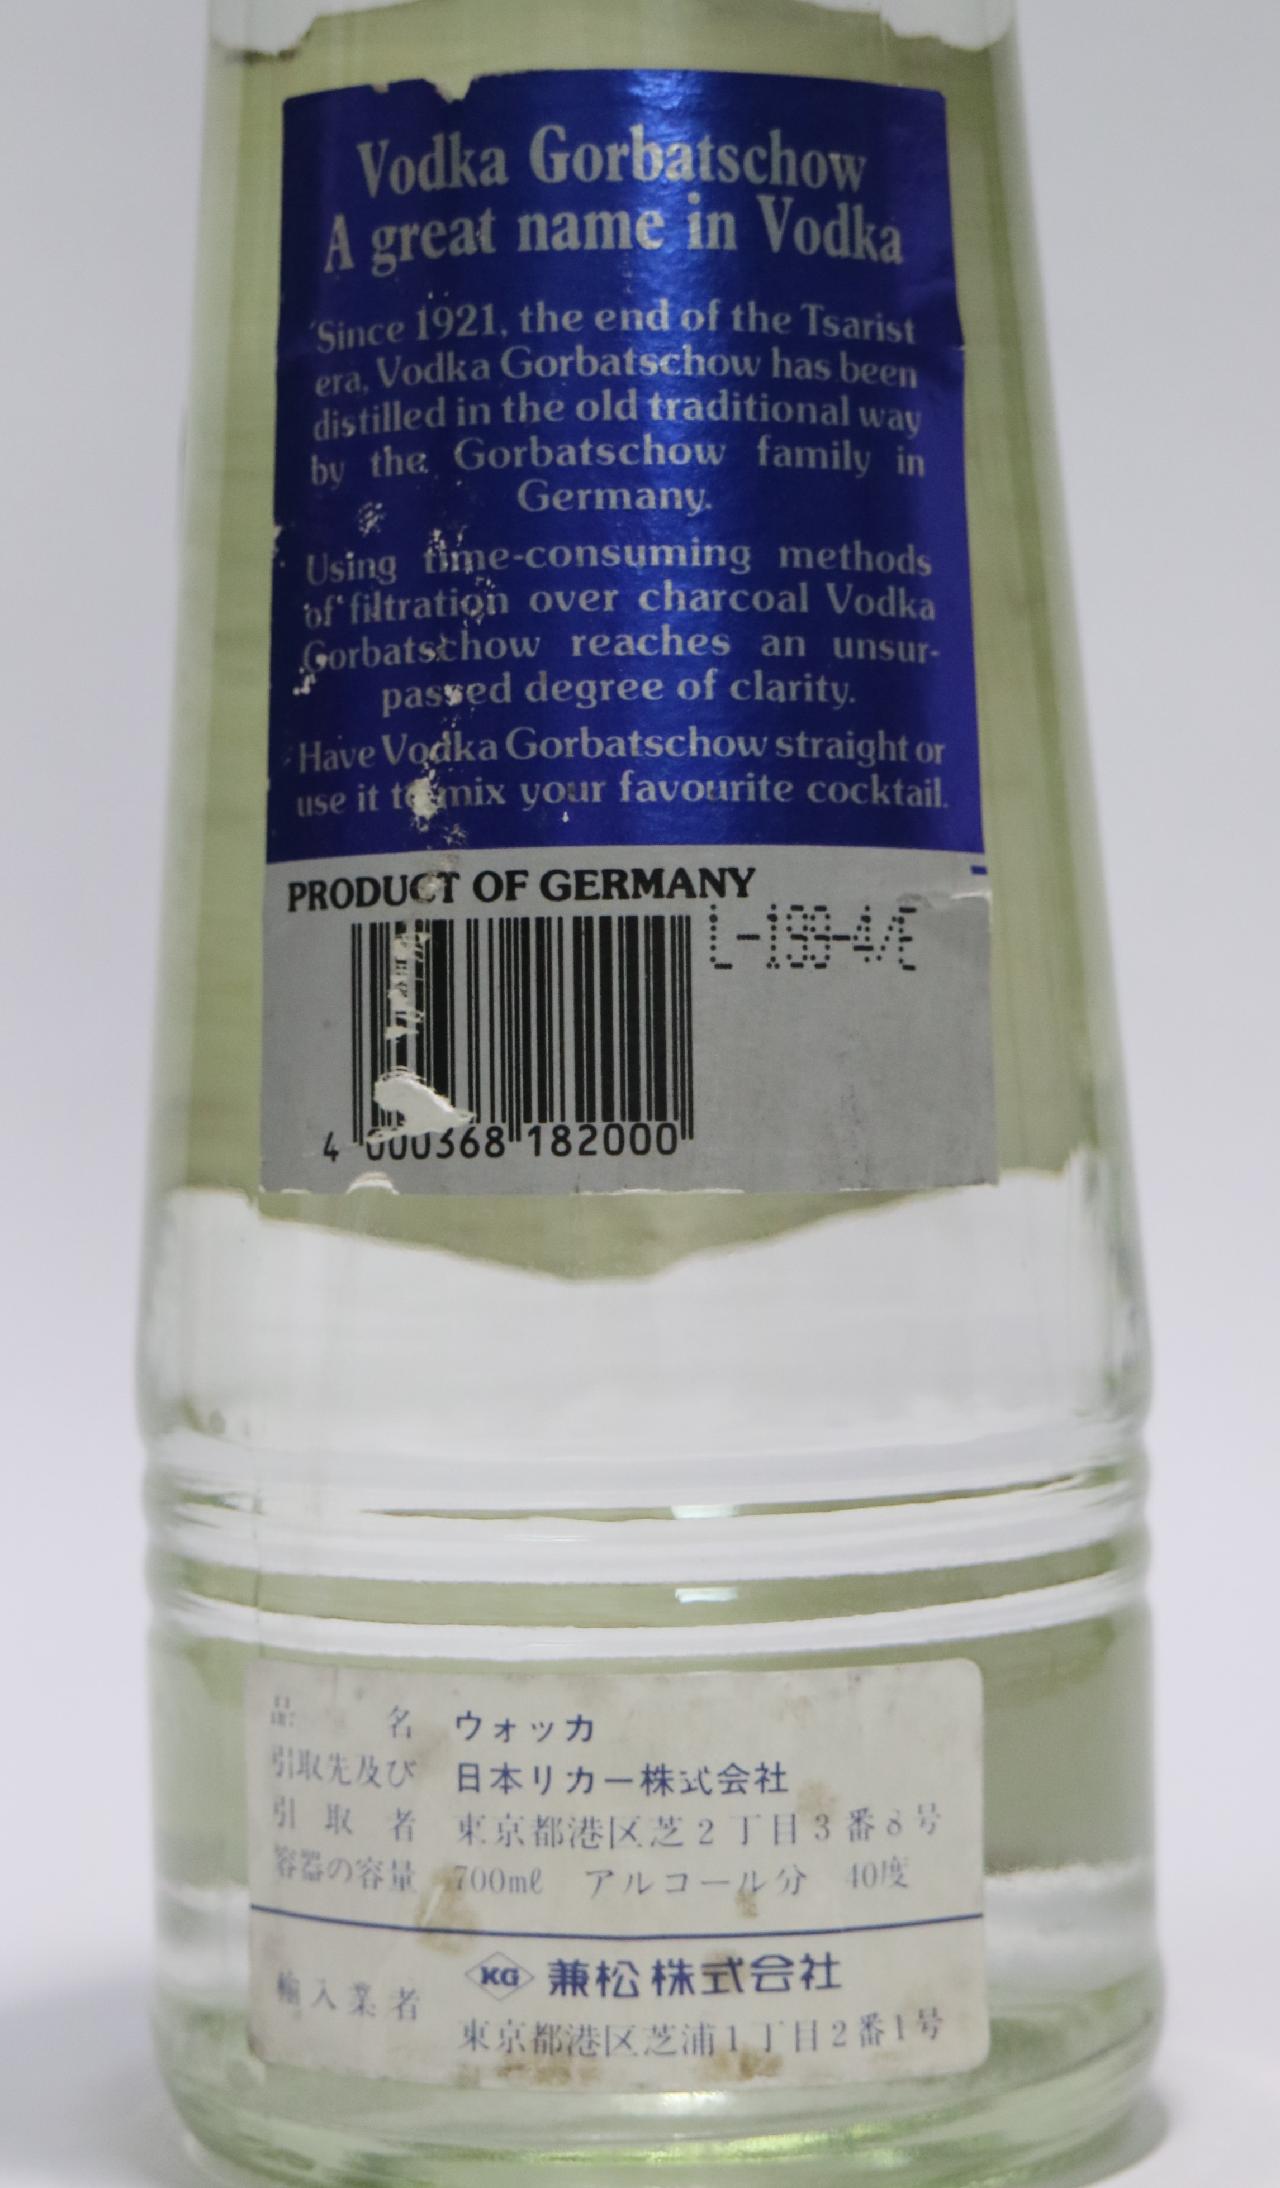 Vodka Gorbatschow
A great name in Vodka
Since 1921, the end of the Tsarist
era, Vodka Gorbatschow has been
distilled in the old traditional way
by the Gorbatschow family in
Germany.
Using time-consuming methods
of filtration over charcoal Vodka
Gorbatschow reaches an unsur-
passed degree of clarity.
Have Vodka Gorbatschow straight or
use it to mix your favourite cocktail.
PRODUCT OF GERMANY
4 000368 182000
品名 ウォッカ
引取先及び 日本リカー株式会社
引取者 東京都港区芝2丁目3番8号
容器の容量 700mℓ アルコール分 40度
輸入業者 KG 兼松株式会社
東京都港区芝浦1丁目2番1号